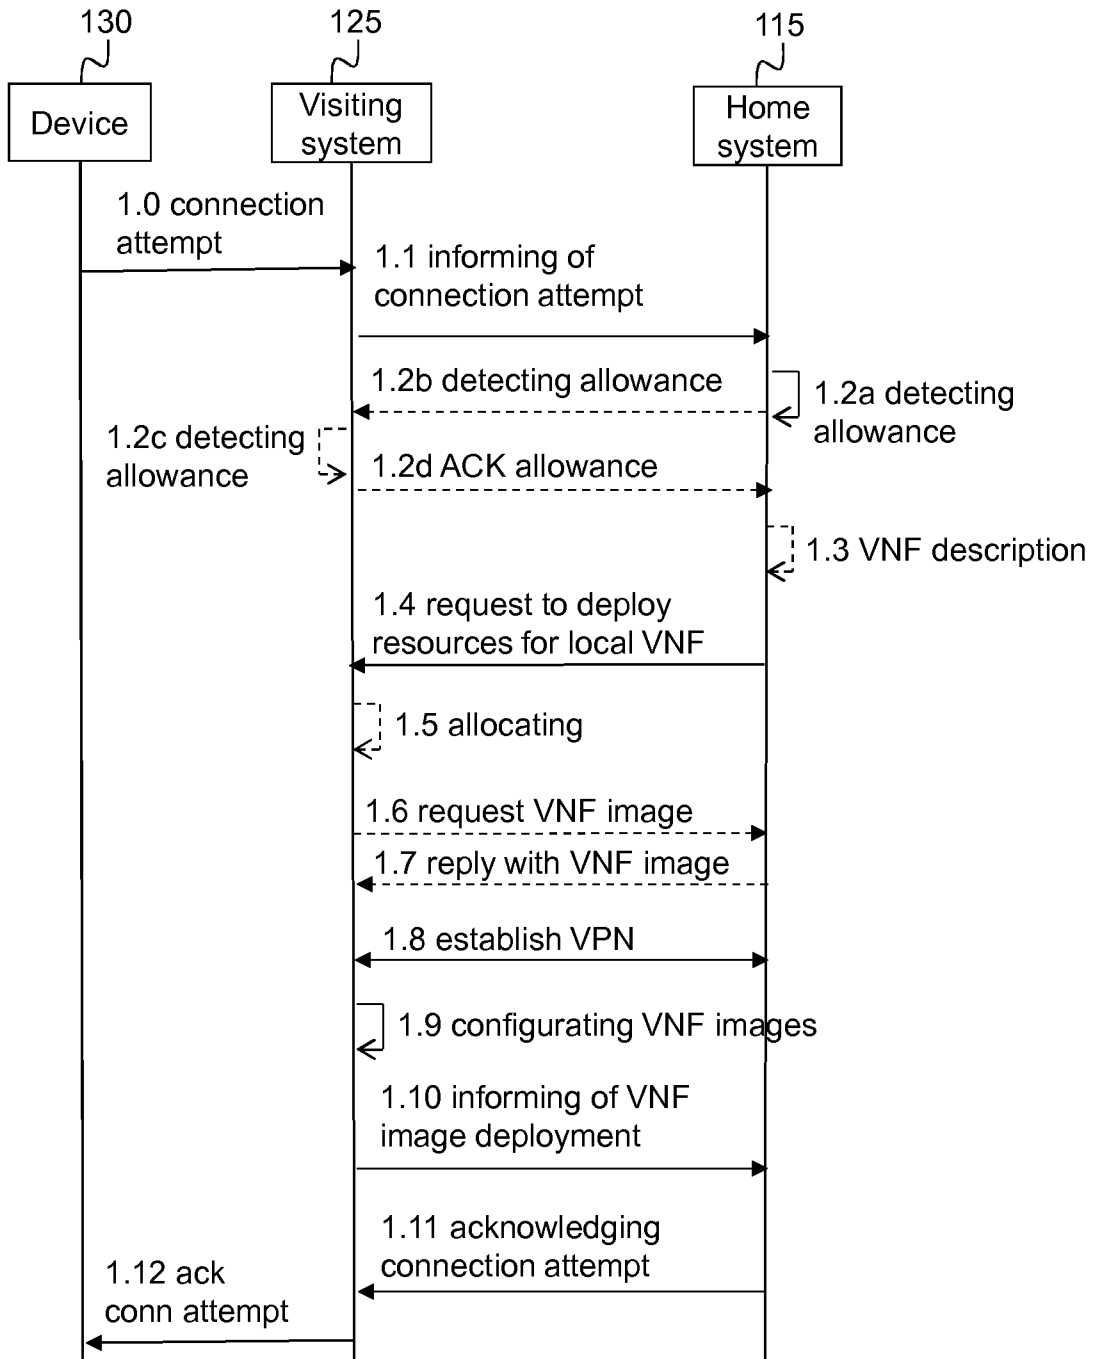 130
125
115
Device
Visiting
system
Home
system
1.0 connection
attempt
1.1 informing of
connection attempt
1.2b detecting allowance
1.2a detecting
allowance
1.2c detecting
allowance
1.2d ACK allowance
1.3 VNF description
1.4 request to deploy
resources for local VNF
1.5 allocating
1.6 request VNF image
1.7 reply with VNF image
1.8 establish VPN
1.9 configurating VNF images
1.10 informing of VNF
image deployment
1.11 acknowledging
connection attempt
1.12 ack
conn attempt